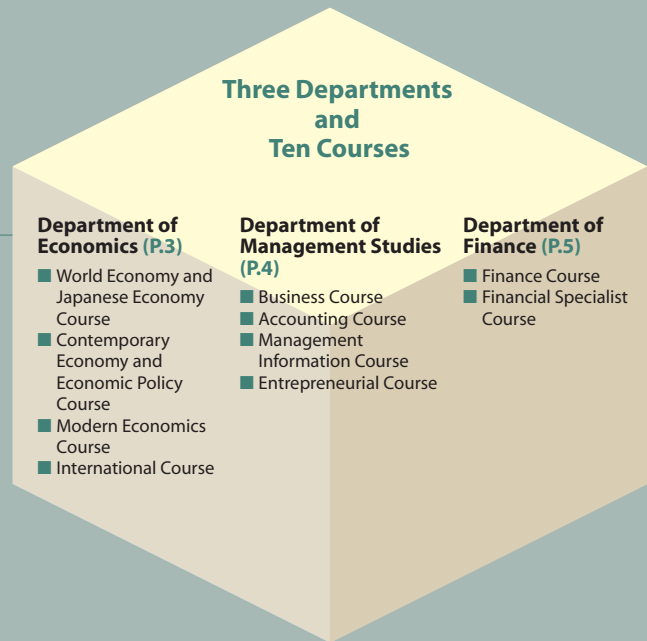 Three Departments
and
Ten Courses
Department of
Economics (P.3)
■ World Economy and
Japanese Economy
Course
■ Contemporary
Economy and
Economic Policy
Course
■ Modern Economics
Course
■ International Course
Department of
Management Studies
(P.4)
■ Business Course
■ Accounting Course
■ Management
Information Course
■ Entrepreneurial Course
Department of
Finance (P.5)
■ Finance Course
■ Financial Specialist
Course